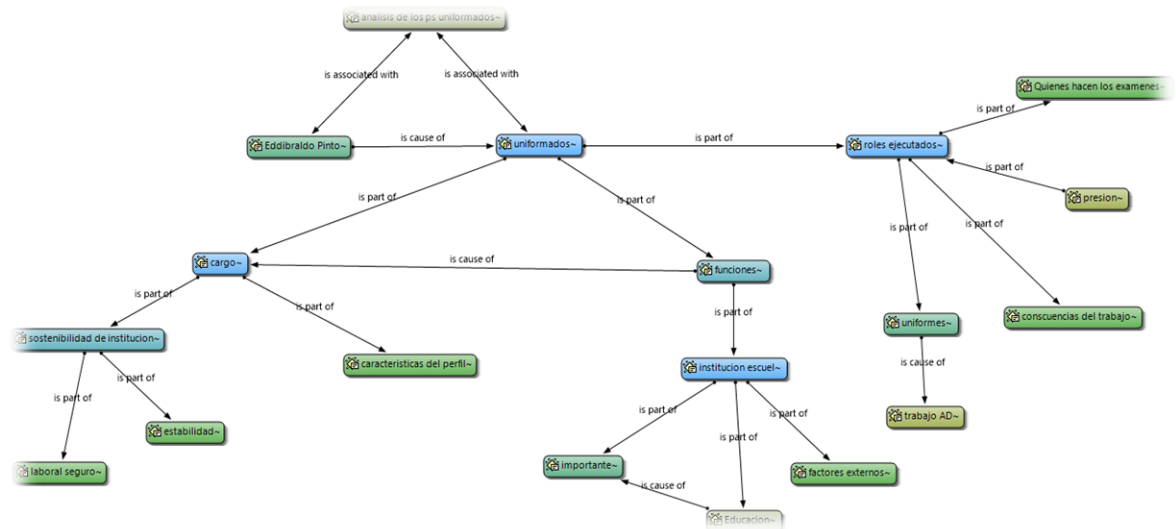 analisis de los ps uniformados~
is associated with
is associated with
Quienes hacen los examenes~
is part of
Eddibraldo Pinto~
is cause of
uniformados~
is part of
roles ejecutados~
is part of
presion~
is part of
is part of
is part of
is part of
cargo~
is cause of
funciones~
is part of
is part of
is part of
uniformes~
conscuencias del trabajo~
sostenibilidad de institucion~
caracteristicas del perfil~
institucion escuel~
is cause of
is part of
is part of
is part of
is part of
is part of
trabajo AD~
estabilidad~
laboral seguro~
importante~
factores externos~
is cause of
Educacion~